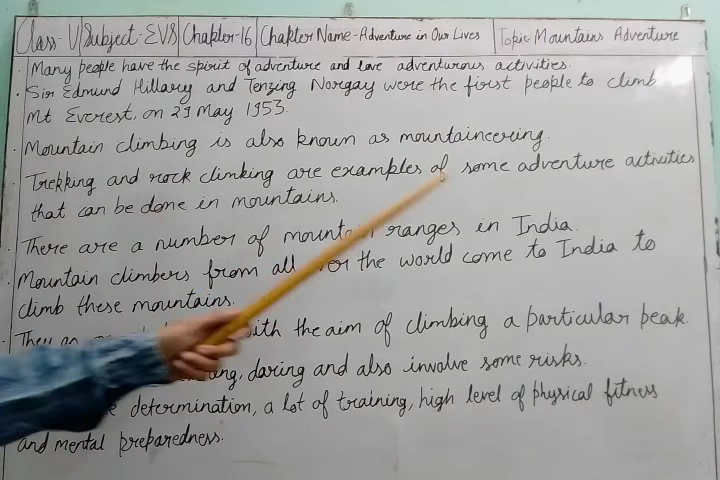 Class-V Subject-EVS Chapter-16 Chapter Name-Adventure in Our Lives Topic Mountains Adventure
. Many people have the spirit of adventure and love adventurous activities.
. Sir Edmund Hillary and Tenzing Norgay were the first people to climb
Mt Everest, on 29 May 1953.
. Mountain climbing is also known as mountaineering.
. Trekking and rock climbing are examples of some adventure activities
that can be done in mountains.
. There are a number of ranges in India.
. Mountain climbers from all the world come to India to
climb these mountains.
. They with the aim of climbing a particular peak.
daring and also involve some risks.
determination, a lot of training, high level of physical fitness
and mental preparedness.